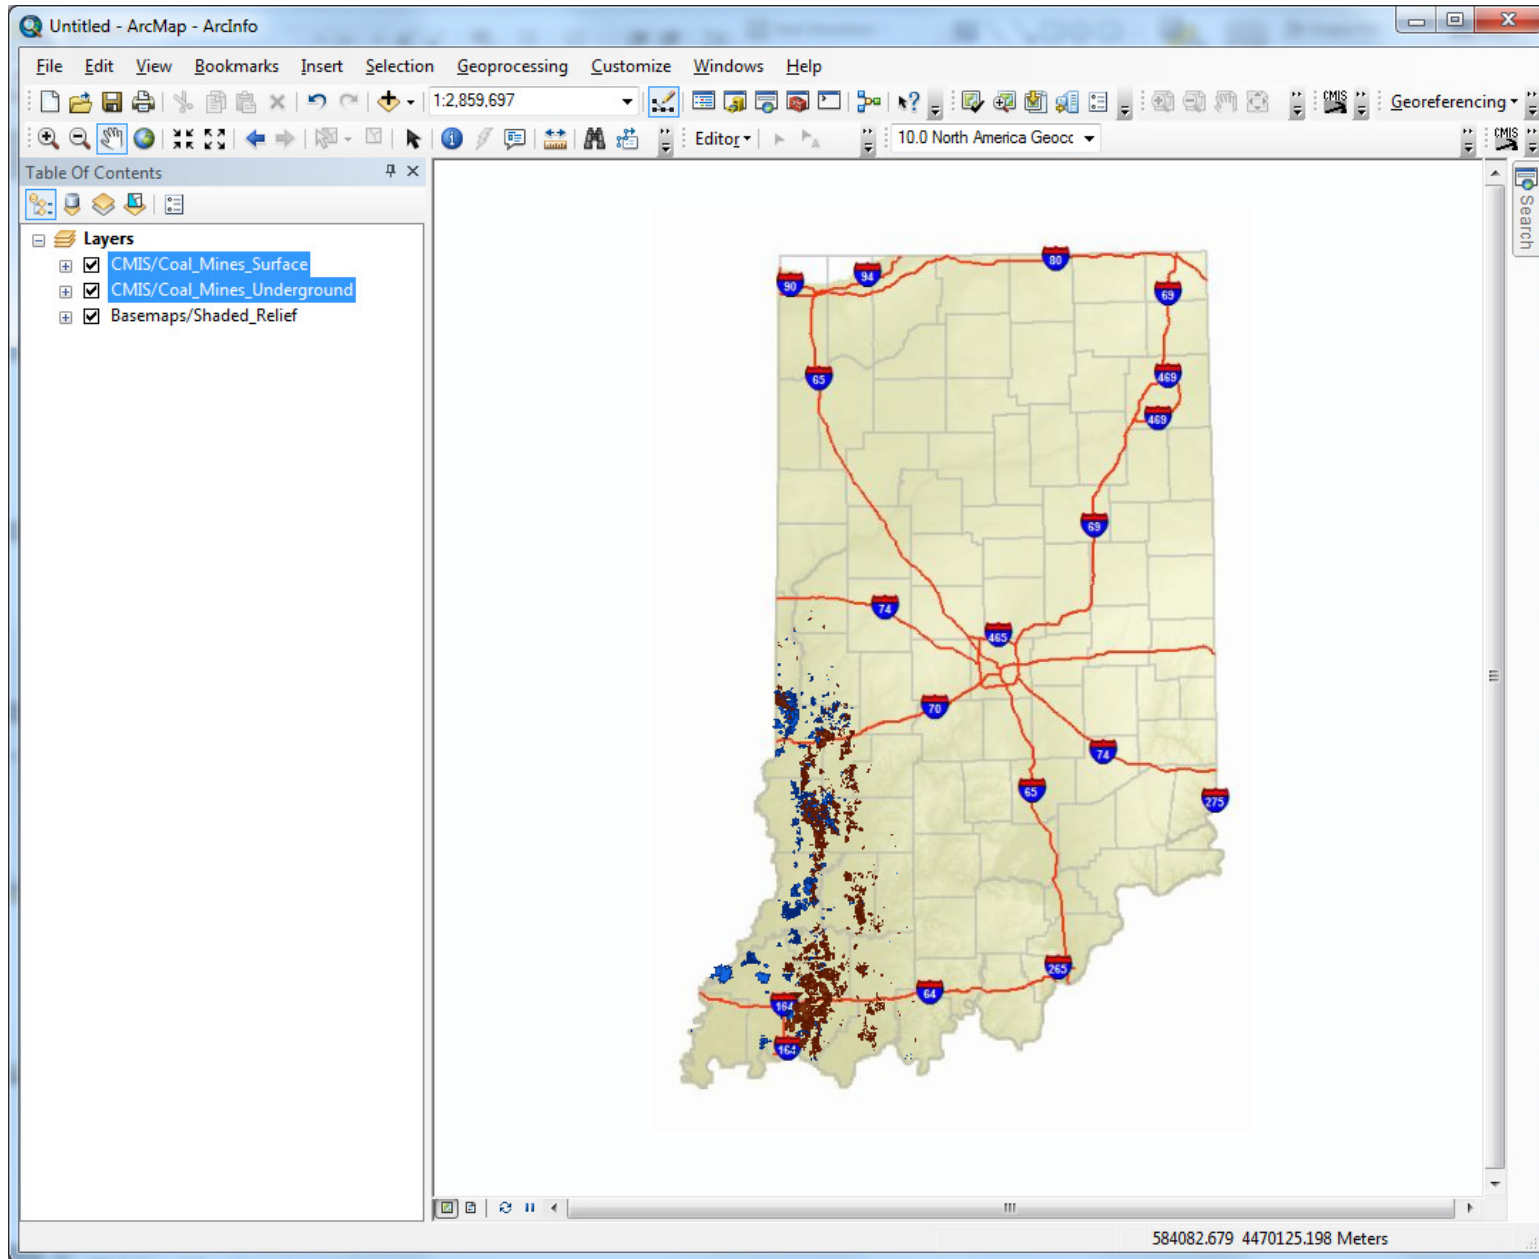 Untitled - ArcMap - ArcInfo
File Edit View Bookmarks Insert Selection Geoprocessing Customize Windows Help
1:2,859,697 CMIS Georeferencing
Editor 10.0 North America Geocc CMIS
Table Of Contents
Search
Layers
CMIS/Coal_Mines_Surface
CMIS/Coal_Mines_Underground
Basemaps/Shaded_Relief
80
94
90
69
65
469
469
69
74
465
70
74
65
275
265
64
164
164
584082.679 4470125.198 Meters